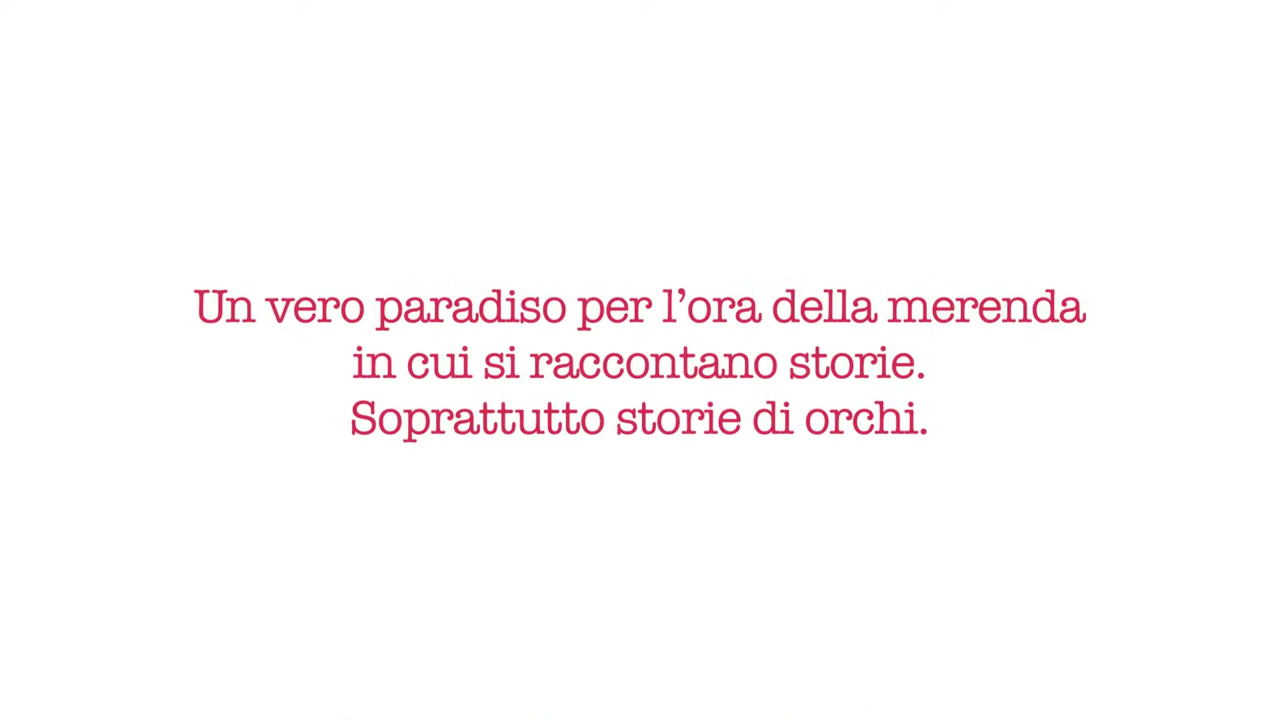 Un vero paradiso per l’ora della merenda
in cui si raccontano storie.
Soprattutto storie di orchi.